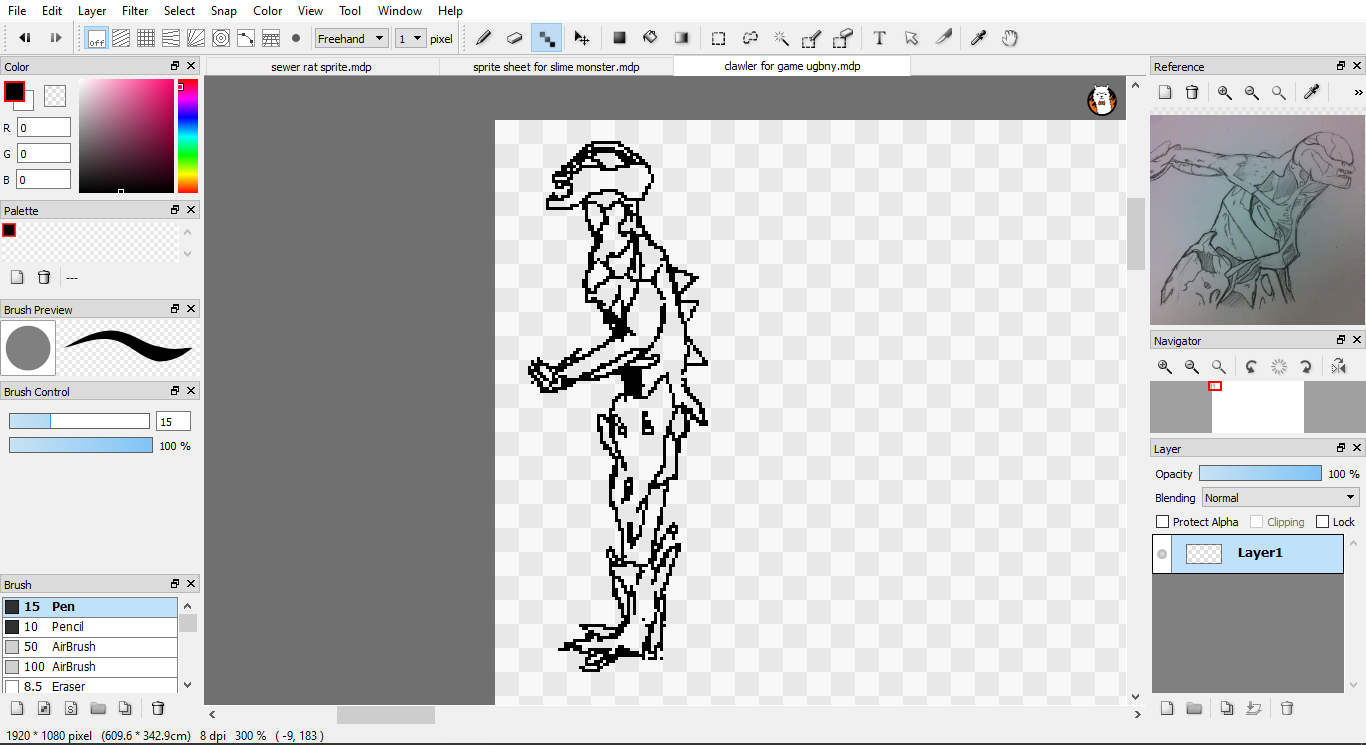 File Edit Layer Filter Select Snap Color View Tool Window Help
off Freehand 1 pixel T
Color
sewer rat sprite.mdp sprite sheet for slime monster.mdp clawler for game ugbny.mdp
Reference
R 0
G 0
B 0
Palette
---
Brush Preview
Brush Control
15
100 %
Brush
15 Pen
10 Pencil
50 AirBrush
100 AirBrush
8.5 Eraser
Navigator
Layer
Opacity 100 %
Blending Normal
Protect Alpha Clipping Lock
Layer1
1920 * 1080 pixel (609.6 * 342.9cm) 8 dpi 300 % ( -9, 183 )